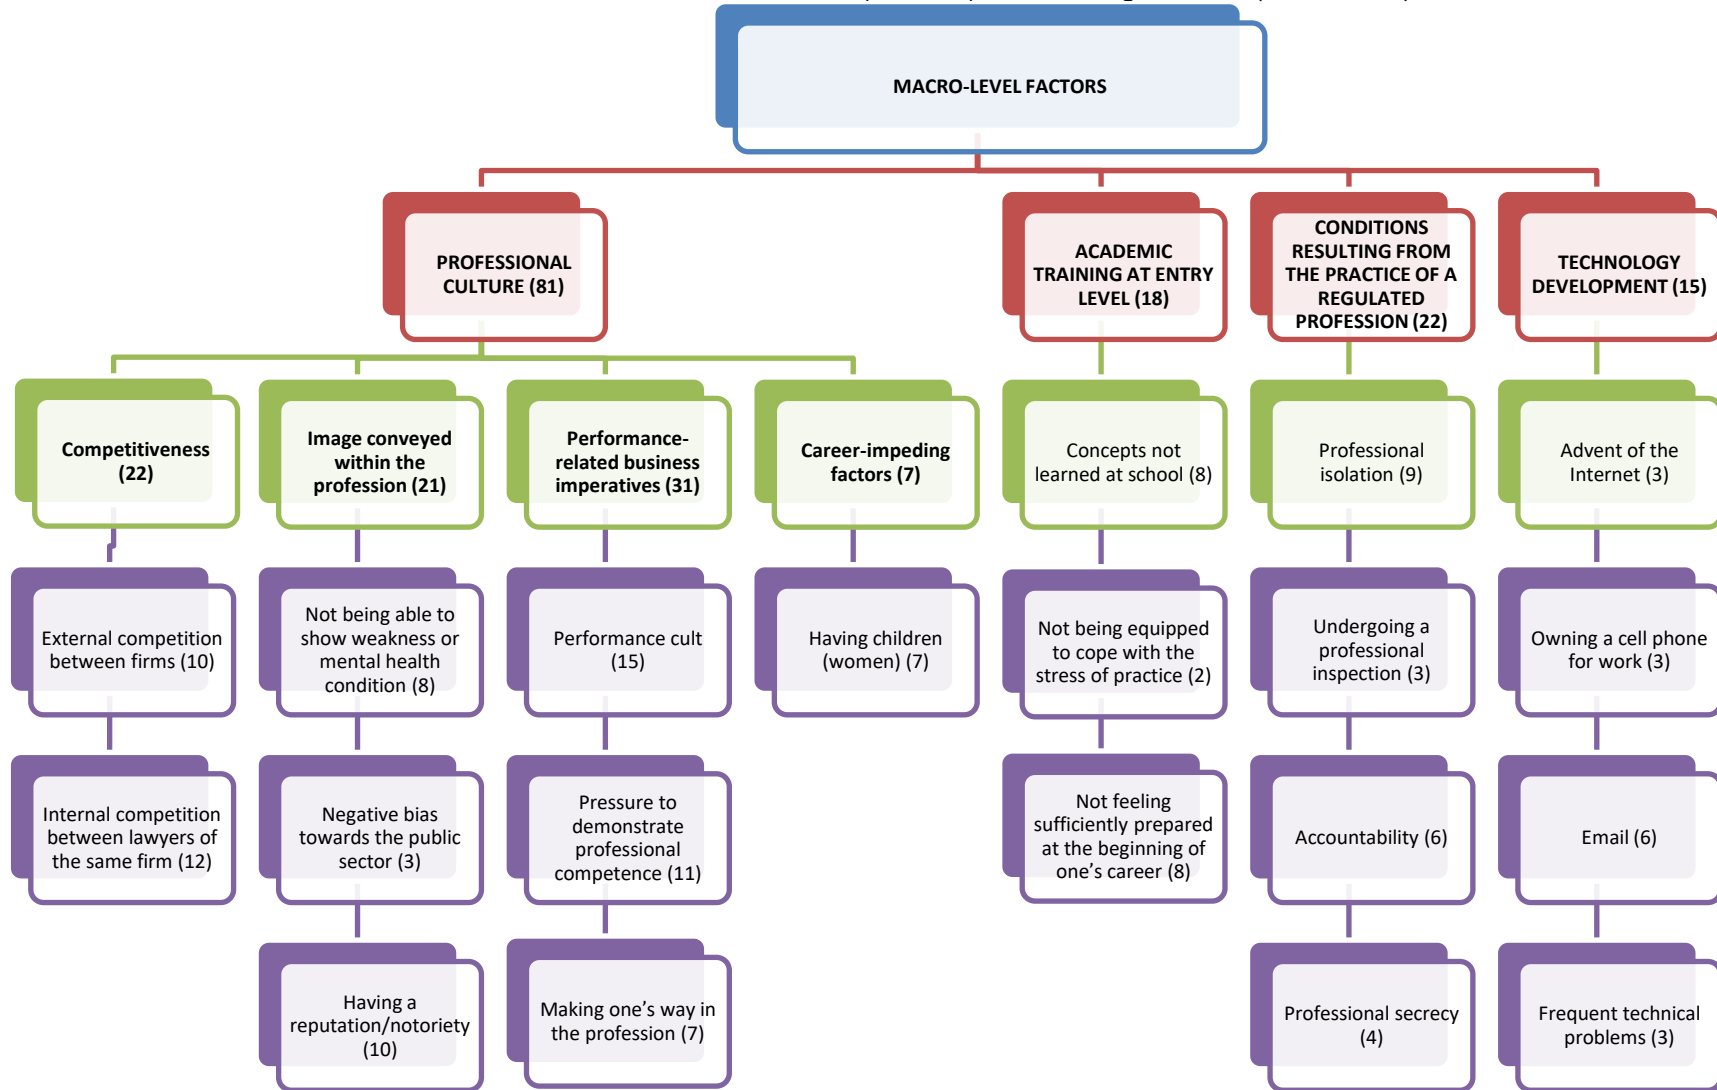 MACRO-LEVEL FACTORS
PROFESSIONAL
CULTURE (81)
ACADEMIC
TRAINING AT ENTRY
LEVEL (18)
CONDITIONS
RESULTING FROM
THE PRACTICE OF A
REGULATED
PROFESSION (22)
TECHNOLOGY
DEVELOPMENT (15)
Competitiveness
(22)
Image conveyed
within the
profession (21)
Performance-
related business
imperatives (31)
Career-impeding
factors (7)
Concepts not
learned at school (8)
Professional
isolation (9)
Advent of the
Internet (3)
External competition
between firms (10)
Not being able to
show weakness or
mental health
condition (8)
Performance cult
(15)
Having children
(women) (7)
Not being equipped
to cope with the
stress of practice (2)
Undergoing a
professional
inspection (3)
Owning a cell phone
for work (3)
Internal competition
between lawyers of
the same firm (12)
Negative bias
towards the public
sector (3)
Pressure to
demonstrate
professional
competence (11)
Not feeling
sufficiently prepared
at the beginning of
one’s career (8)
Accountability (6)
Email (6)
Having a
reputation/notoriety
(10)
Making one’s way in
the profession (7)
Professional secrecy
(4)
Frequent technical
problems (3)